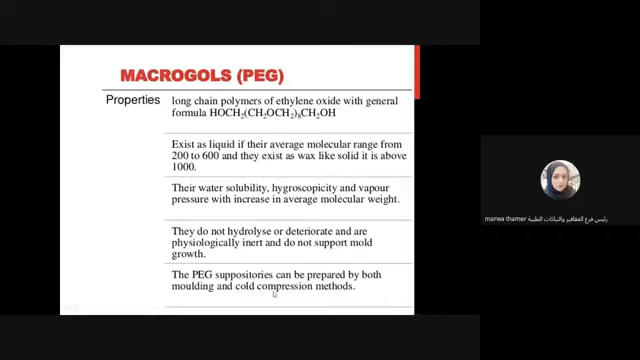 MACROGOLS (PEG)
Properties
long chain polymers of ethylene oxide with general
formula HOCH2(CH2OCH2)8CH2OH
Exist as liquid if their average molecular range from
200 to 600 and they exist as wax like solid it is above
1000.
Their water solubility, hygroscopicity and vapour
pressure with increase in average molecular weight.
They do not hydrolyse or deteriorate and are
physiologically inert and do not support mold
growth.
The PEG suppositories can be prepared by both
moulding and cold compression methods.
marwa thamer رئيس فرع العقاقير والنباتات الطبية